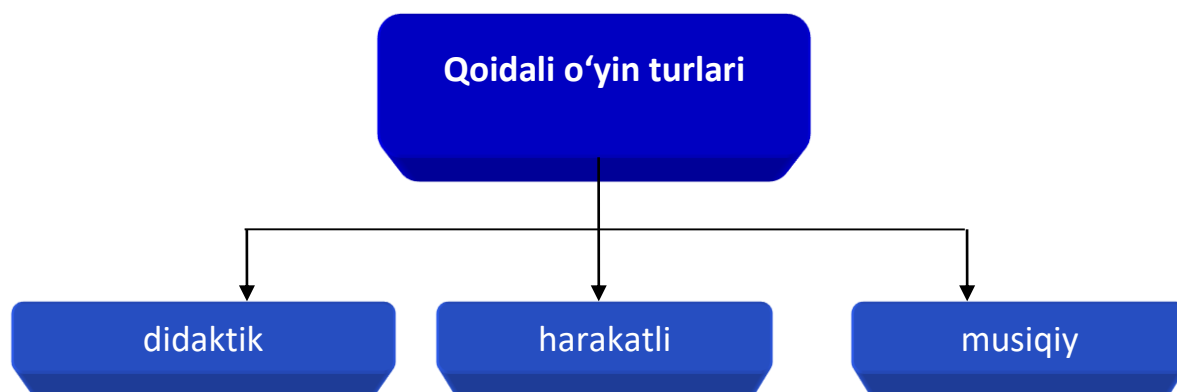 Qoidali o‘yin turlari
didaktik
harakatli
musiqiy